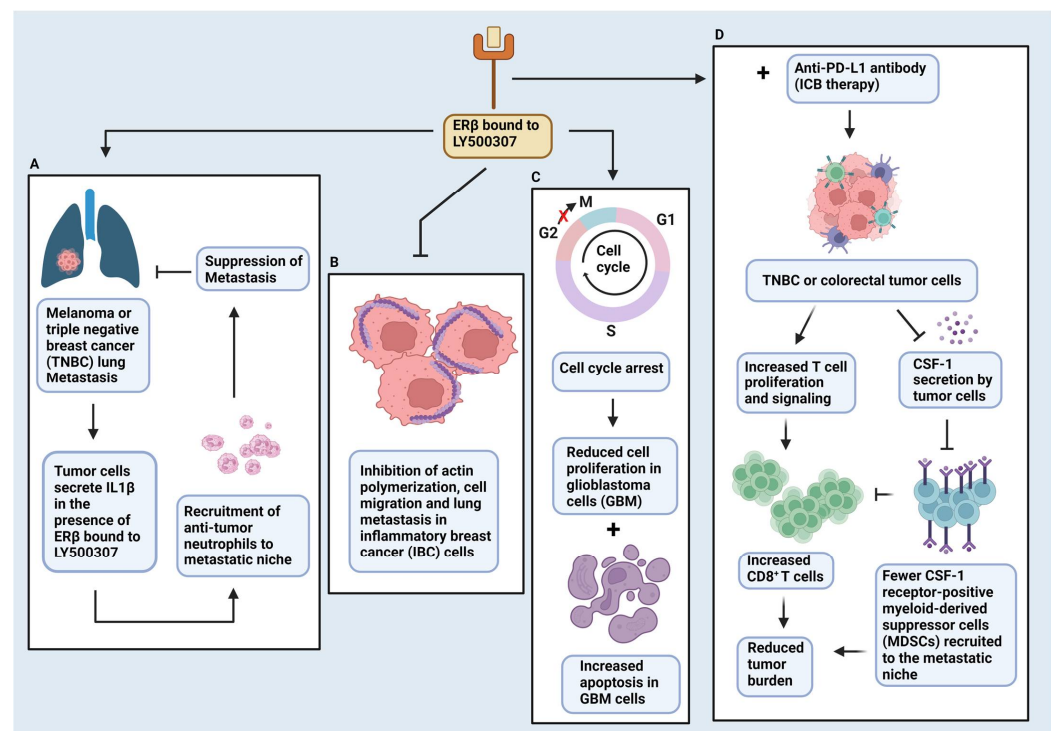 ERβ bound to
LY500307
A
Suppression of
Metastasis
Melanoma or
triple negative
breast cancer
(TNBC) lung
Metastasis
Tumor cells
secrete IL1β
in the
presence of
ERβ bound to
LY500307
Recruitment of
anti-tumor
neutrophils to
metastatic niche
B
Inhibition of actin
polymerization, cell
migration and lung
metastasis in
inflammatory breast
cancer (IBC) cells
C
M
G2
X
G1
Cell
cycle
S
Cell cycle arrest
Reduced cell
proliferation in
glioblastoma
cells (GBM)
+
Increased
apoptosis in
GBM cells
D
+
Anti-PD-L1 antibody
(ICB therapy)
TNBC or colorectal tumor cells
Increased T cell
proliferation
and signaling
CSF-1
secretion by
tumor cells
Increased
CD8⁺ T cells
Fewer CSF-1
receptor-positive
myeloid-derived
suppressor cells
(MDSCs) recruited
to the metastatic
niche
Reduced
tumor
burden